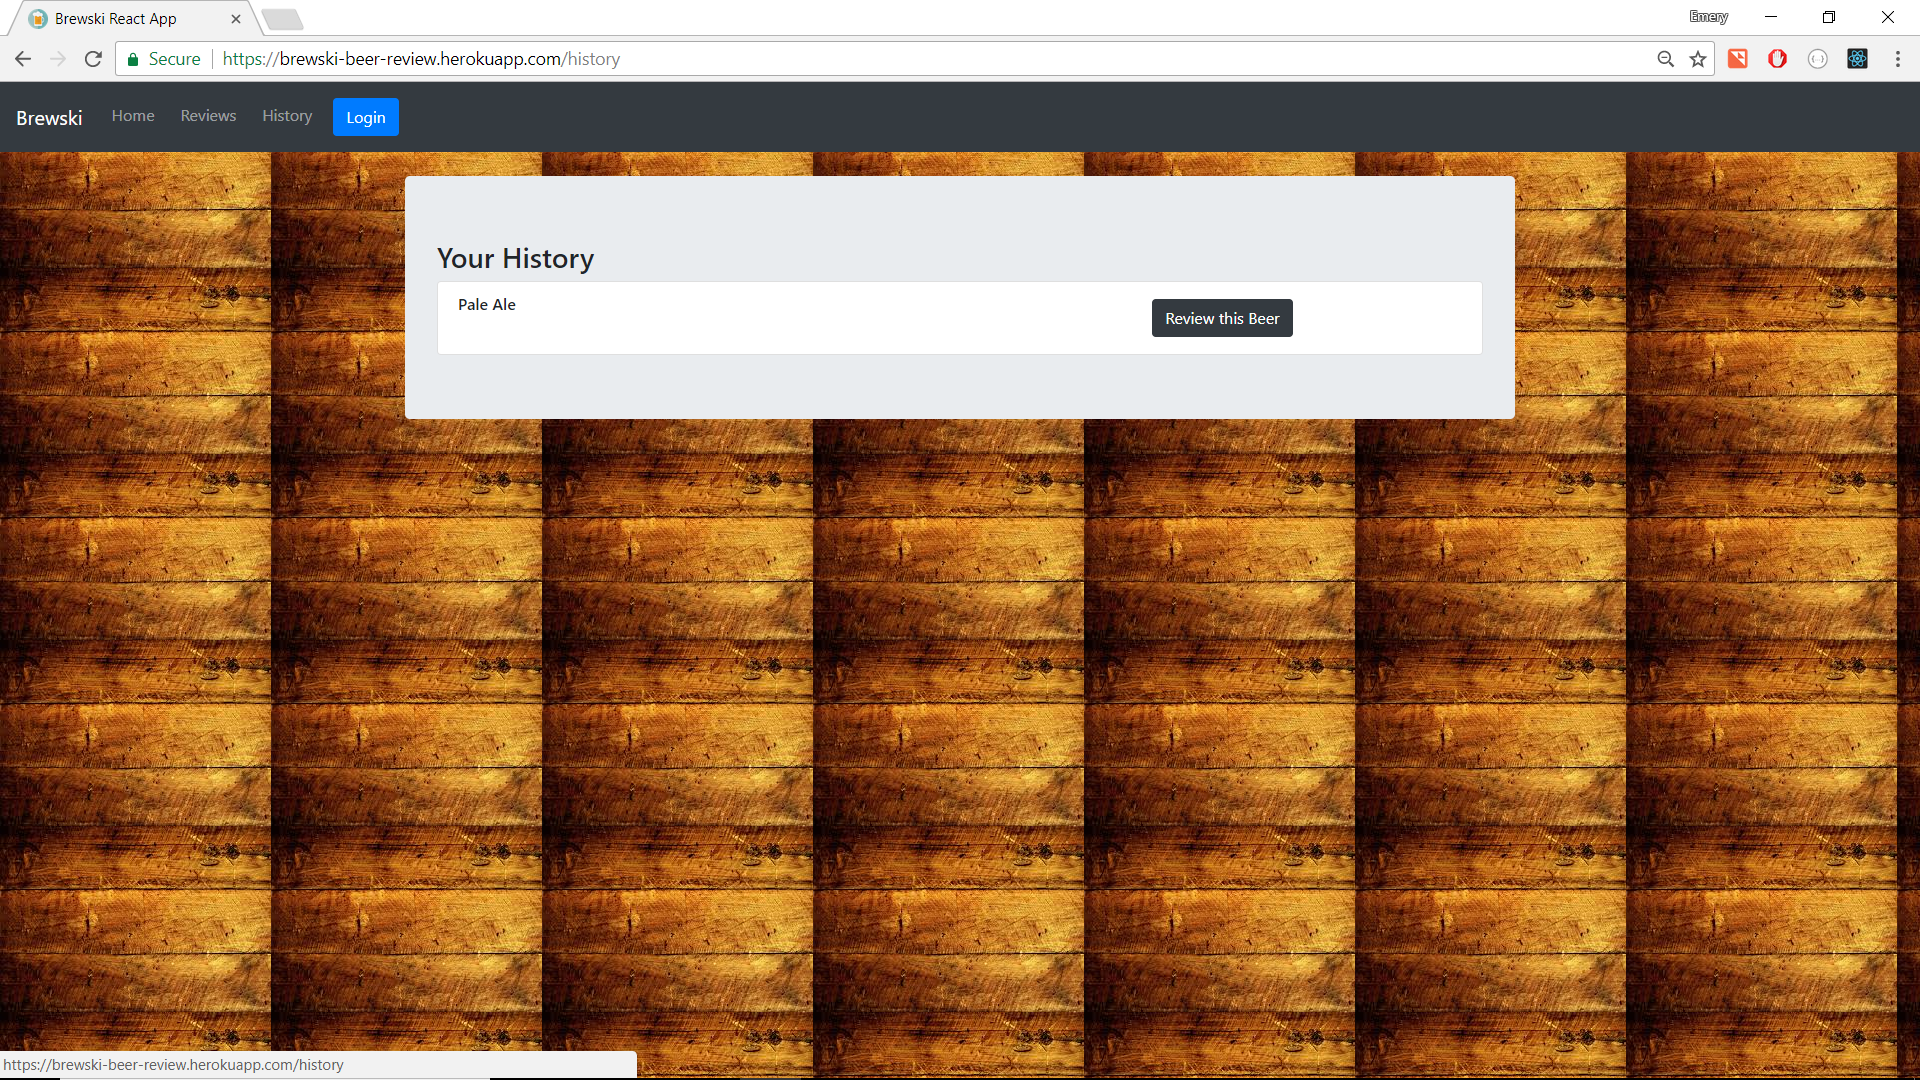 Brewski React App
Emery
Secure
https://brewski-beer-review.herokuapp.com/history
Brewski Home Reviews History Login
Your History
Pale Ale
Review this Beer
https://brewski-beer-review.herokuapp.com/history